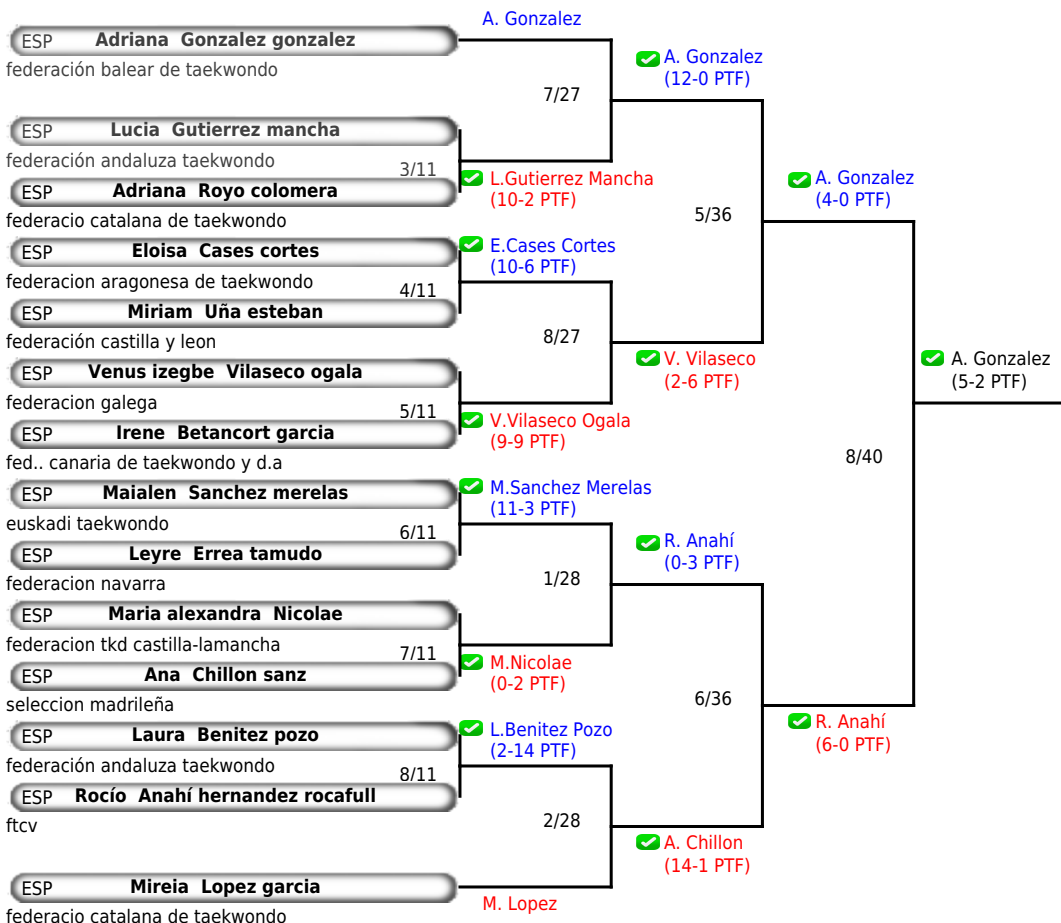 A. Gonzalez
ESP Adriana Gonzalez gonzalez
federación balear de taekwondo
A. Gonzalez
(12-0 PTF)
7/27
ESP Lucia Gutierrez mancha
federación andaluza taekwondo
3/11
L.Gutierrez Mancha
(10-2 PTF)
ESP Adriana Royo colomera
federacio catalana de taekwondo
A. Gonzalez
(4-0 PTF)
5/36
ESP Eloisa Cases cortes
E.Cases Cortes
(10-6 PTF)
federacion aragonesa de taekwondo
4/11
ESP Miriam Uña esteban
federación castilla y leon
8/27
V. Vilaseco
(2-6 PTF)
ESP Venus izegbe Vilaseco ogala
federacion galega
5/11
V.Vilaseco Ogala
(9-9 PTF)
ESP Irene Betancort garcia
fed.. canaria de taekwondo y d.a
A. Gonzalez
(5-2 PTF)
8/40
ESP Maialen Sanchez merelas
M.Sanchez Merelas
(11-3 PTF)
euskadi taekwondo
6/11
ESP Leyre Errea tamudo
federacion navarra
1/28
R. Anahí
(0-3 PTF)
ESP Maria alexandra Nicolae
federacion tkd castilla-lamancha
7/11
M.Nicolae
(0-2 PTF)
ESP Ana Chillon sanz
seleccion madrileña
6/36
R. Anahí
(6-0 PTF)
ESP Laura Benitez pozo
L.Benitez Pozo
(2-14 PTF)
federación andaluza taekwondo
8/11
ESP Rocío Anahí hernandez rocafull
ftcv
2/28
A. Chillon
(14-1 PTF)
ESP Mireia Lopez garcia
M. Lopez
federacio catalana de taekwondo